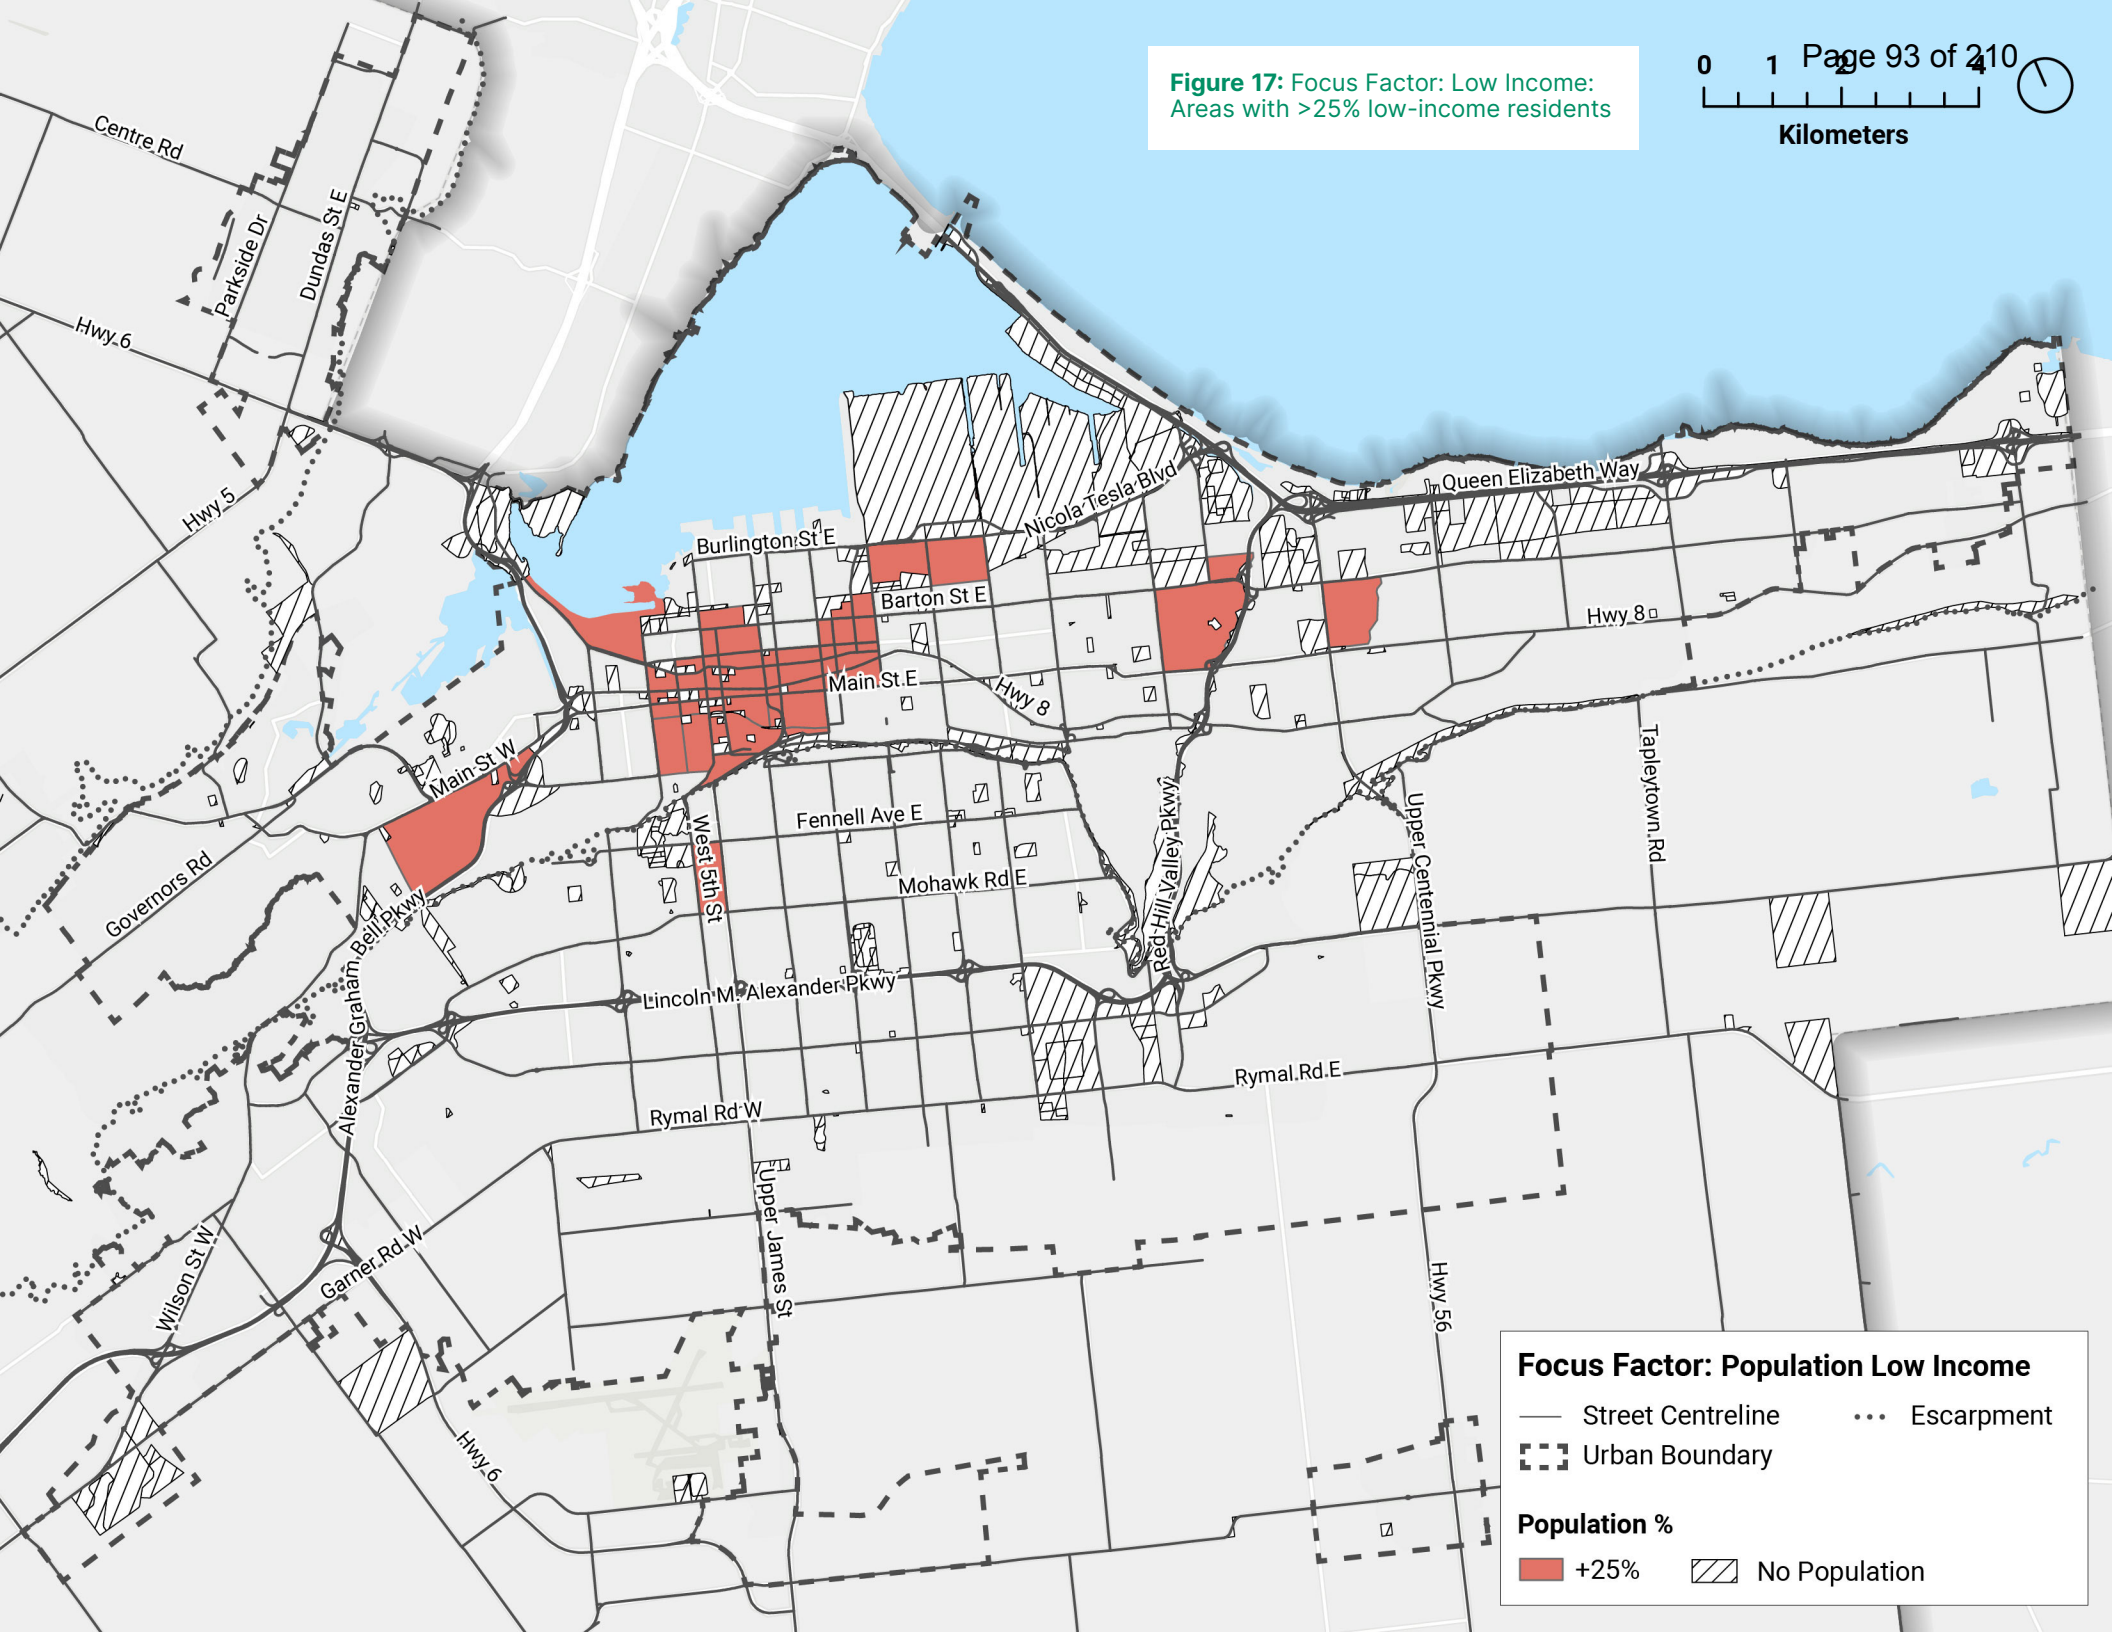 Page 93 of 210
Figure 17: Focus Factor: Low Income:
Areas with >25% low-income residents
0 1 2 4
Kilometers
Centre Rd
Parkside Dr
Dundas St E
Hwy 6
Hwy 5
Queen Elizabeth Way
Nicola Tesla Blvd
Burlington St E
Barton St E
Hwy 8
Main St E
Hwy 8
Main St W
Governors Rd
Fennell Ave E
West 5th St
Mohawk Rd E
Red Hill Valley Pkwy
Upper Centennial Pkwy
Tapleytown Rd
Alexander Graham Bell Pkwy
Lincoln M. Alexander Pkwy
Rymal Rd E
Rymal Rd W
Upper James St
Garner Rd W
Wilson St W
Hwy 56
Hwy 6
Focus Factor: Population Low Income
Street Centreline
Escarpment
Urban Boundary
Population %
+25%
No Population